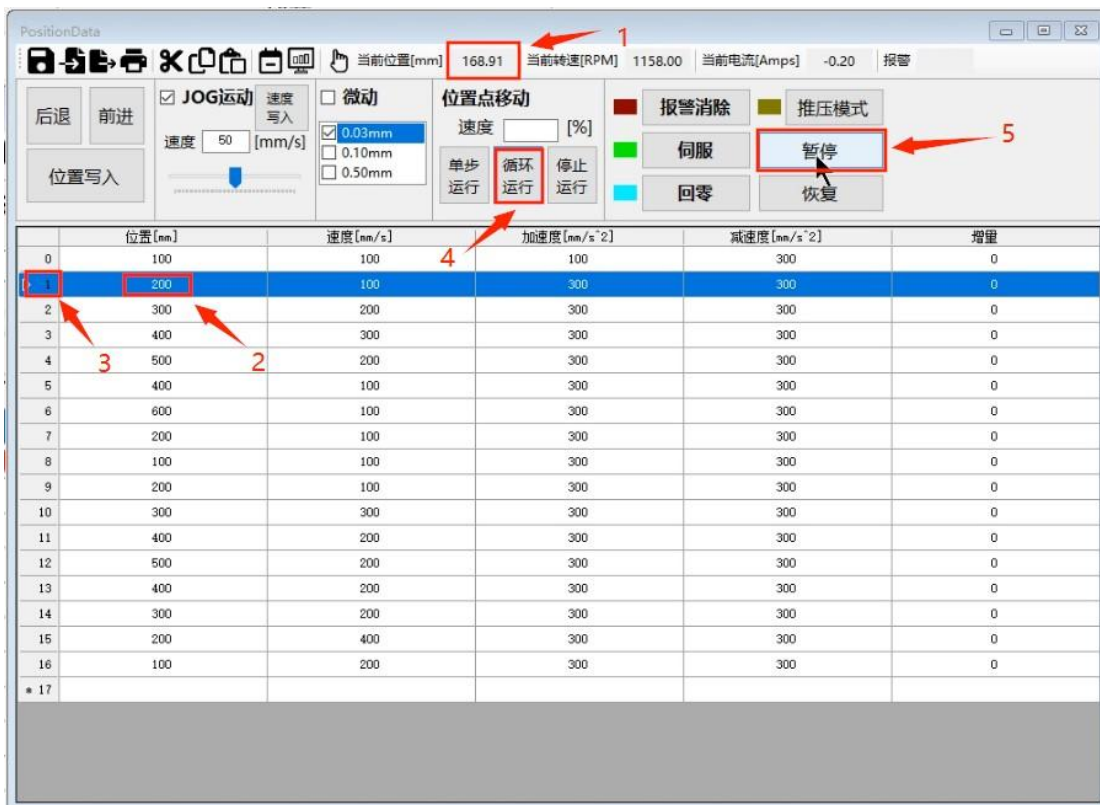 PositionData
当前位置[mm] 168.91 当前转速[RPM] 1158.00 当前电流[Amps] -0.20 报警
1
后退 前进
位置写入
JOG运动 速度写入
速度 50 [mm/s]
微动
0.03mm
0.10mm
0.50mm
位置点移动
速度 [%]
单步运行 循环运行 停止运行
报警消除 推压模式
伺服 暂停
回零 恢复
5
4
位置[mm] 速度[mm/s] 加速度[mm/s^2] 减速度[mm/s^2] 增量
0 100 100 100 300 0
1 200 100 300 300 0
2 300 200 300 300 0
3 400 300 300 300 0
4 500 200 300 300 0
3 2
5 400 100 300 300 0
6 600 100 300 300 0
7 200 100 300 300 0
8 100 100 300 300 0
9 200 100 300 300 0
10 300 300 300 300 0
11 400 200 300 300 0
12 500 200 300 300 0
13 400 200 300 300 0
14 300 200 300 300 0
15 200 400 300 300 0
16 100 200 300 300 0
* 17